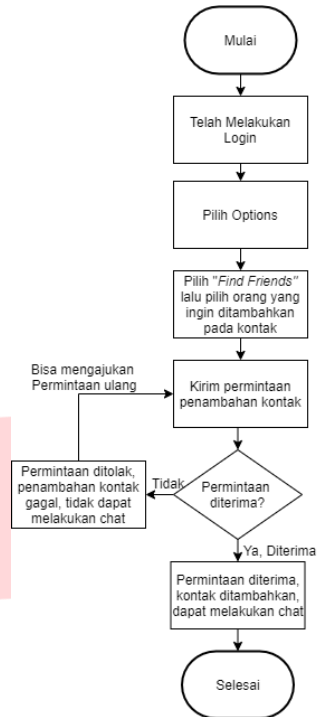 Mulai
Telah Melakukan
Login
Pilih Options
Pilih "Find Friends"
lalu pilih orang yang
ingin ditambahkan
pada kontak
Bisa mengajukan
Permintaan ulang
Kirim permintaan
penambahan kontak
Permintaan ditolak,
penambahan kontak
gagal, tidak dapat
melakukan chat
Tidak
Permintaan
diterima?
Ya, Diterima
Permintaan diterima,
kontak ditambahkan,
dapat melakukan chat
Selesai